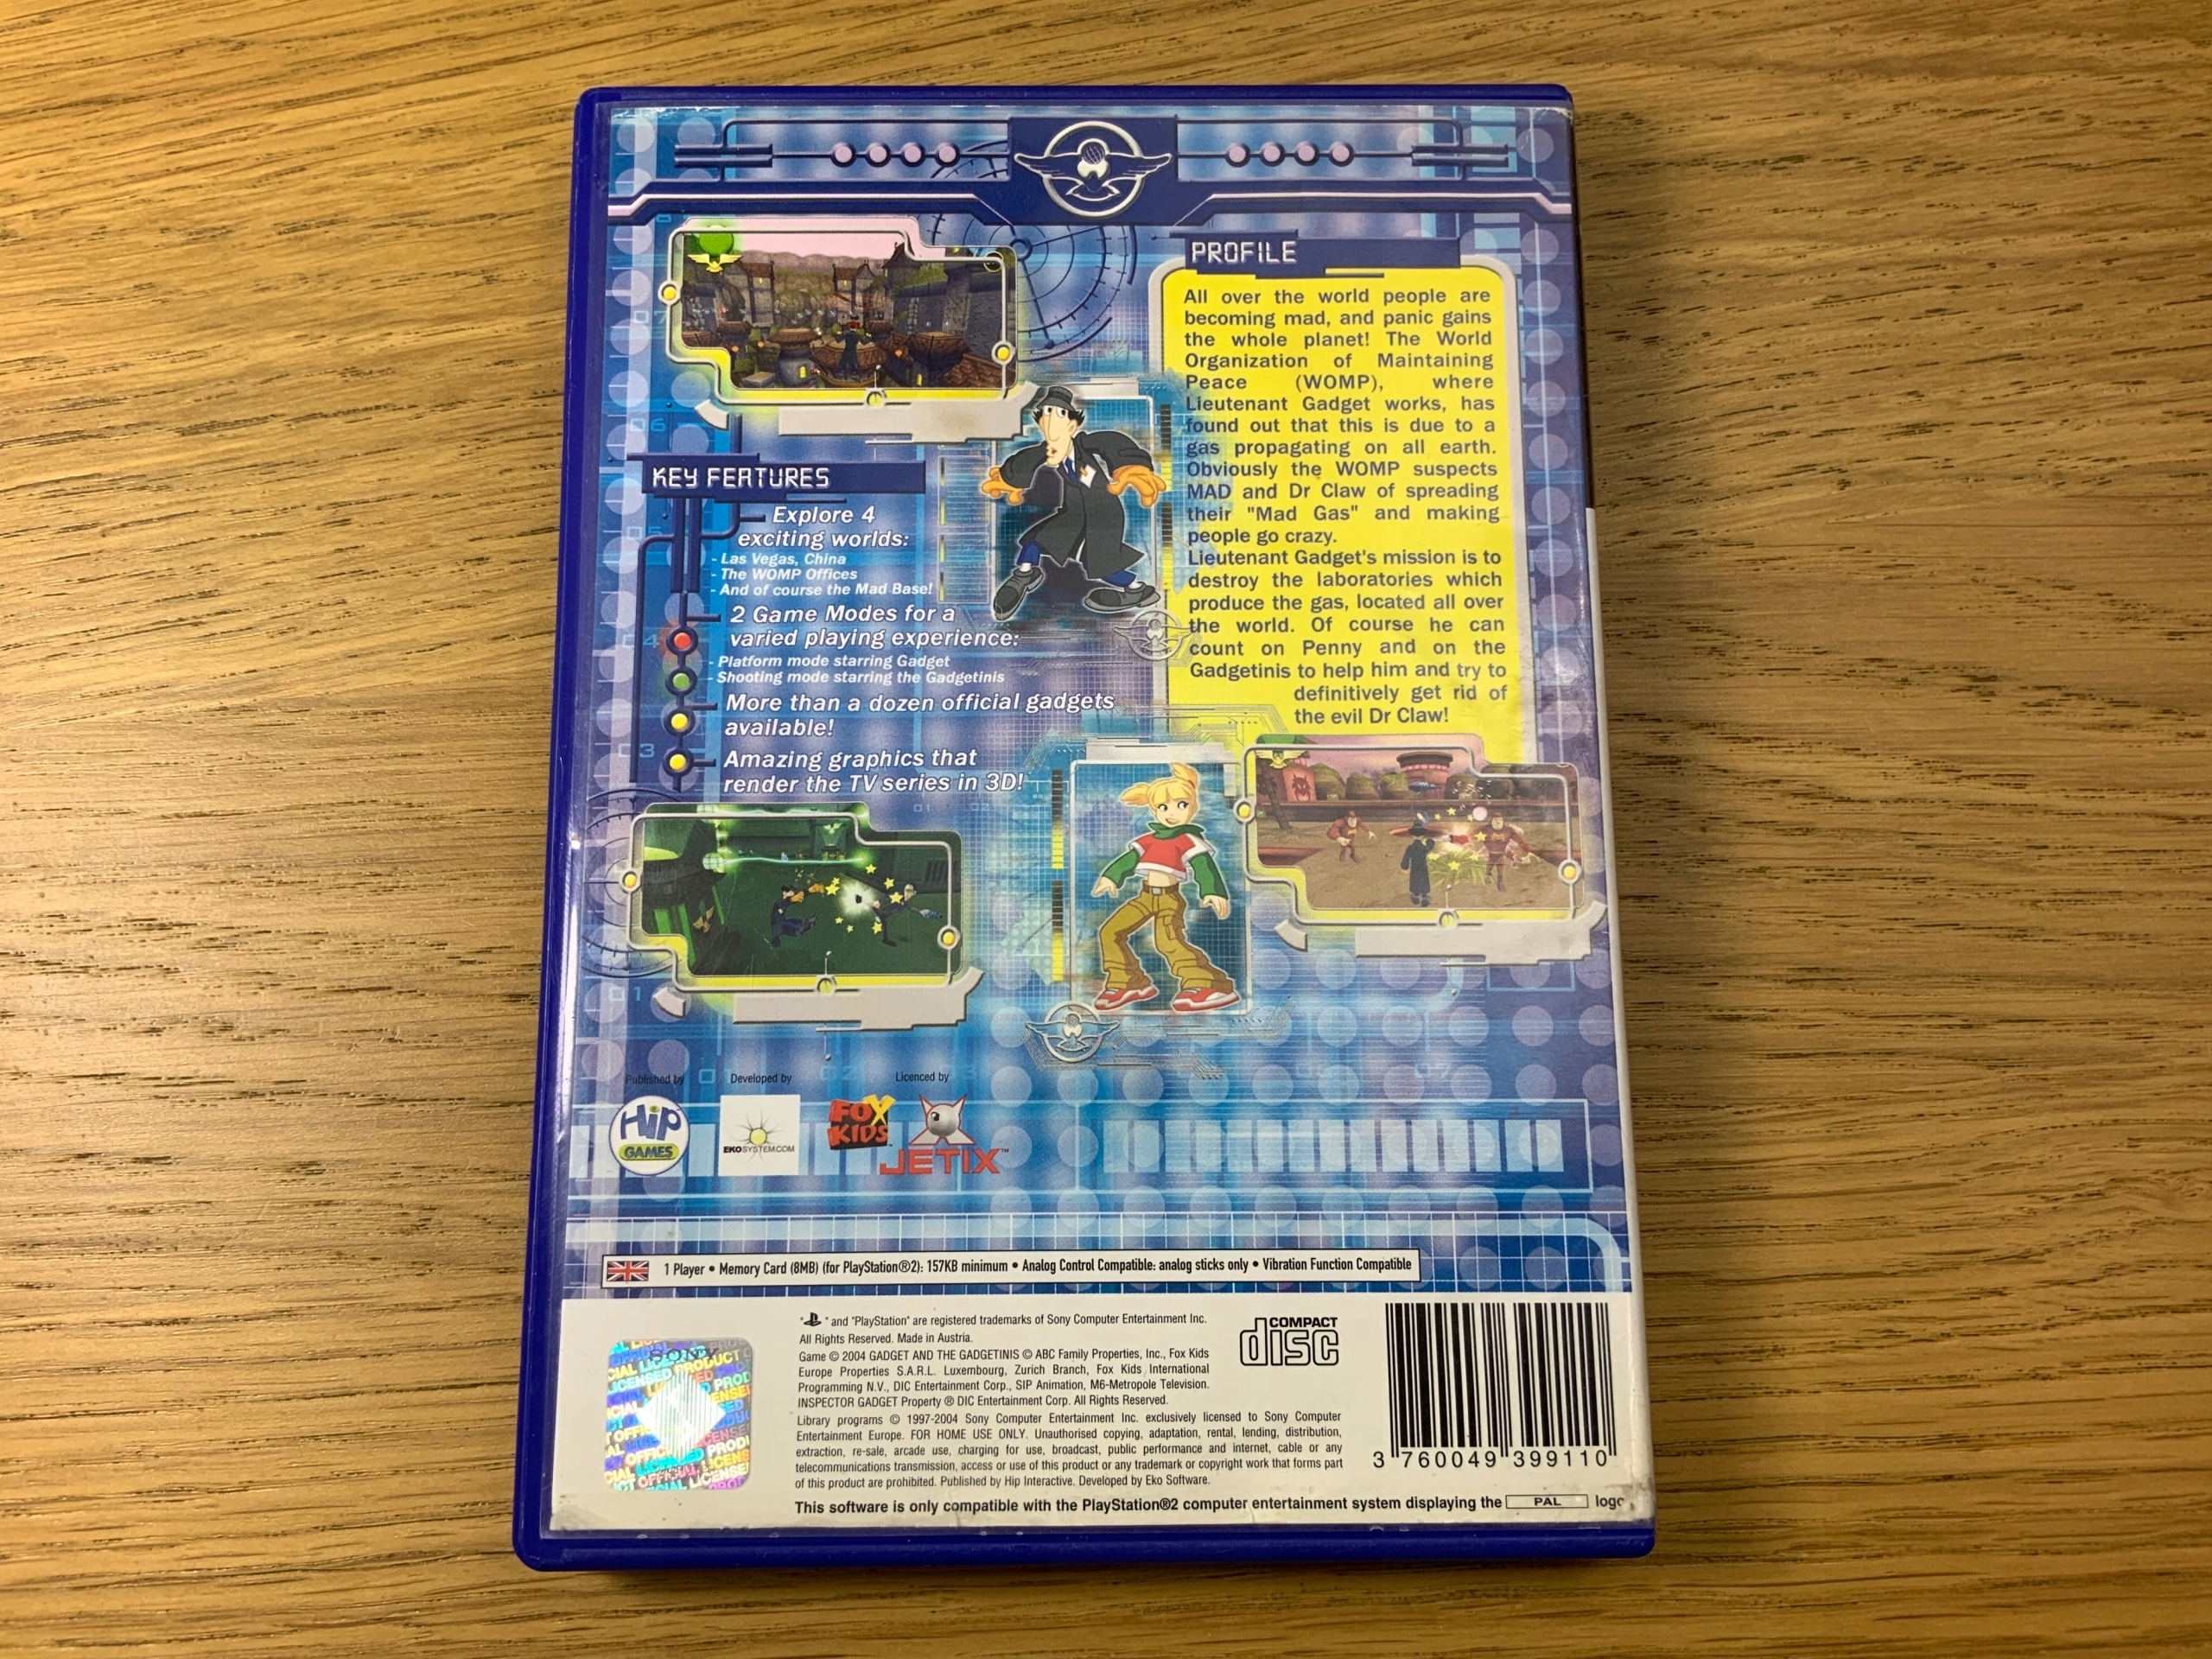 PROFILE
All over the world people are
becoming mad, and panic gains
the whole planet! The World
Organization of Maintaining
Peace (WOMP), where
Lieutenant Gadget works, has
found out that this is due to a
gas propagating on all earth.
Obviously the WOMP suspects
MAD and Dr Claw of spreading
their "Mad Gas" and making
people go crazy.
Lieutenant Gadget's mission is to
destroy the laboratories which
produce the gas, located all over
the world. Of course he can
count on Penny and on the
Gadgetinis to help him and try to
definitively get rid of
the evil Dr Claw!
KEY FEATURES
Explore 4
exciting worlds:
- Las Vegas, China
- The WOMP Offices
- And of course the Mad Base!
2 Game Modes for a
varied playing experience:
- Platform mode starring Gadget
- Shooting mode starring the Gadgetinis
More than a dozen official gadgets
available!
Amazing graphics that
render the TV series in 3D!
06
05
04
03
01
Published by Developed by Licenced by
HiP GAMES
EKOSYSTEM.COM
FOX KIDS
JETIX™
1 Player • Memory Card (8MB) (for PlayStation®2): 157KB minimum • Analog Control Compatible: analog sticks only • Vibration Function Compatible
" " and "PlayStation" are registered trademarks of Sony Computer Entertainment Inc.
All Rights Reserved. Made in Austria.
Game © 2004 GADGET AND THE GADGETINIS © ABC Family Properties, Inc., Fox Kids
Europe Properties S.A.R.L. Luxembourg, Zurich Branch, Fox Kids International
Programming N.V., DIC Entertainment Corp., SIP Animation, M6-Metropole Television.
INSPECTOR GADGET Property ® DIC Entertainment Corp. All Rights Reserved.
Library programs © 1997-2004 Sony Computer Entertainment Inc. exclusively licensed to Sony Computer
Entertainment Europe. FOR HOME USE ONLY. Unauthorised copying, adaptation, rental, lending, distribution,
extraction, re-sale, arcade use, charging for use, broadcast, public performance and internet, cable or any
telecommunications transmission, access or use of this product or any trademark or copyright work that forms part
of this product are prohibited. Published by Hip Interactive. Developed by Eko Software.
This software is only compatible with the PlayStation®2 computer entertainment system displaying the PAL logo
COMPACT
disc
3 760049 399110
SONY
OFFICIAL LICENSED PRODUCT